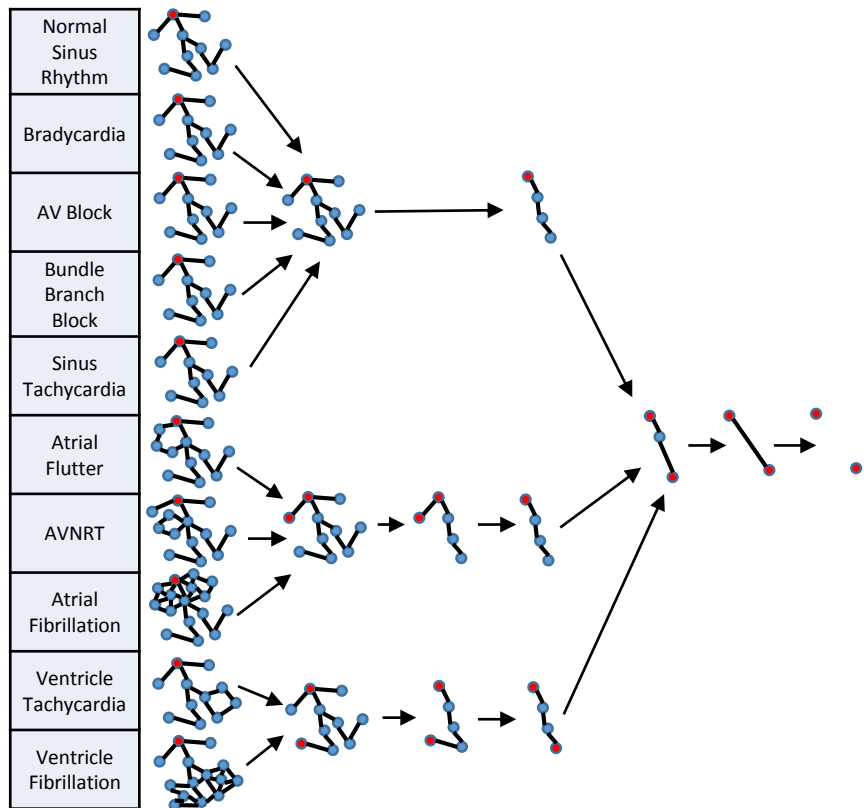 Normal
Sinus
Rhythm
Bradycardia
AV Block
Bundle
Branch
Block
Sinus
Tachycardia
Atrial
Flutter
AVNRT
Atrial
Fibrillation
Ventricle
Tachycardia
Ventricle
Fibrillation